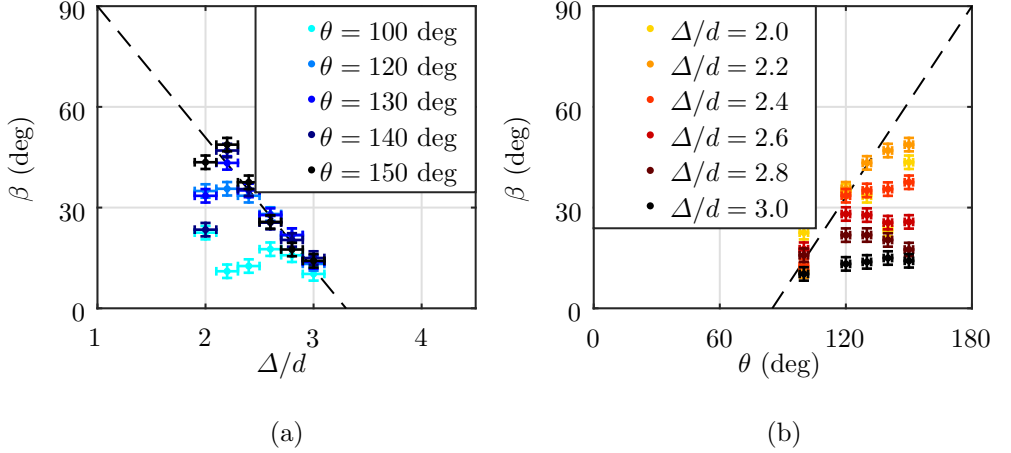 90
60
30
0
β (deg)
1
2
3
4
Δ/d
θ = 100 deg
θ = 120 deg
θ = 130 deg
θ = 140 deg
θ = 150 deg
(a)
90
60
30
0
β (deg)
0
60
120
180
θ (deg)
Δ/d = 2.0
Δ/d = 2.2
Δ/d = 2.4
Δ/d = 2.6
Δ/d = 2.8
Δ/d = 3.0
(b)